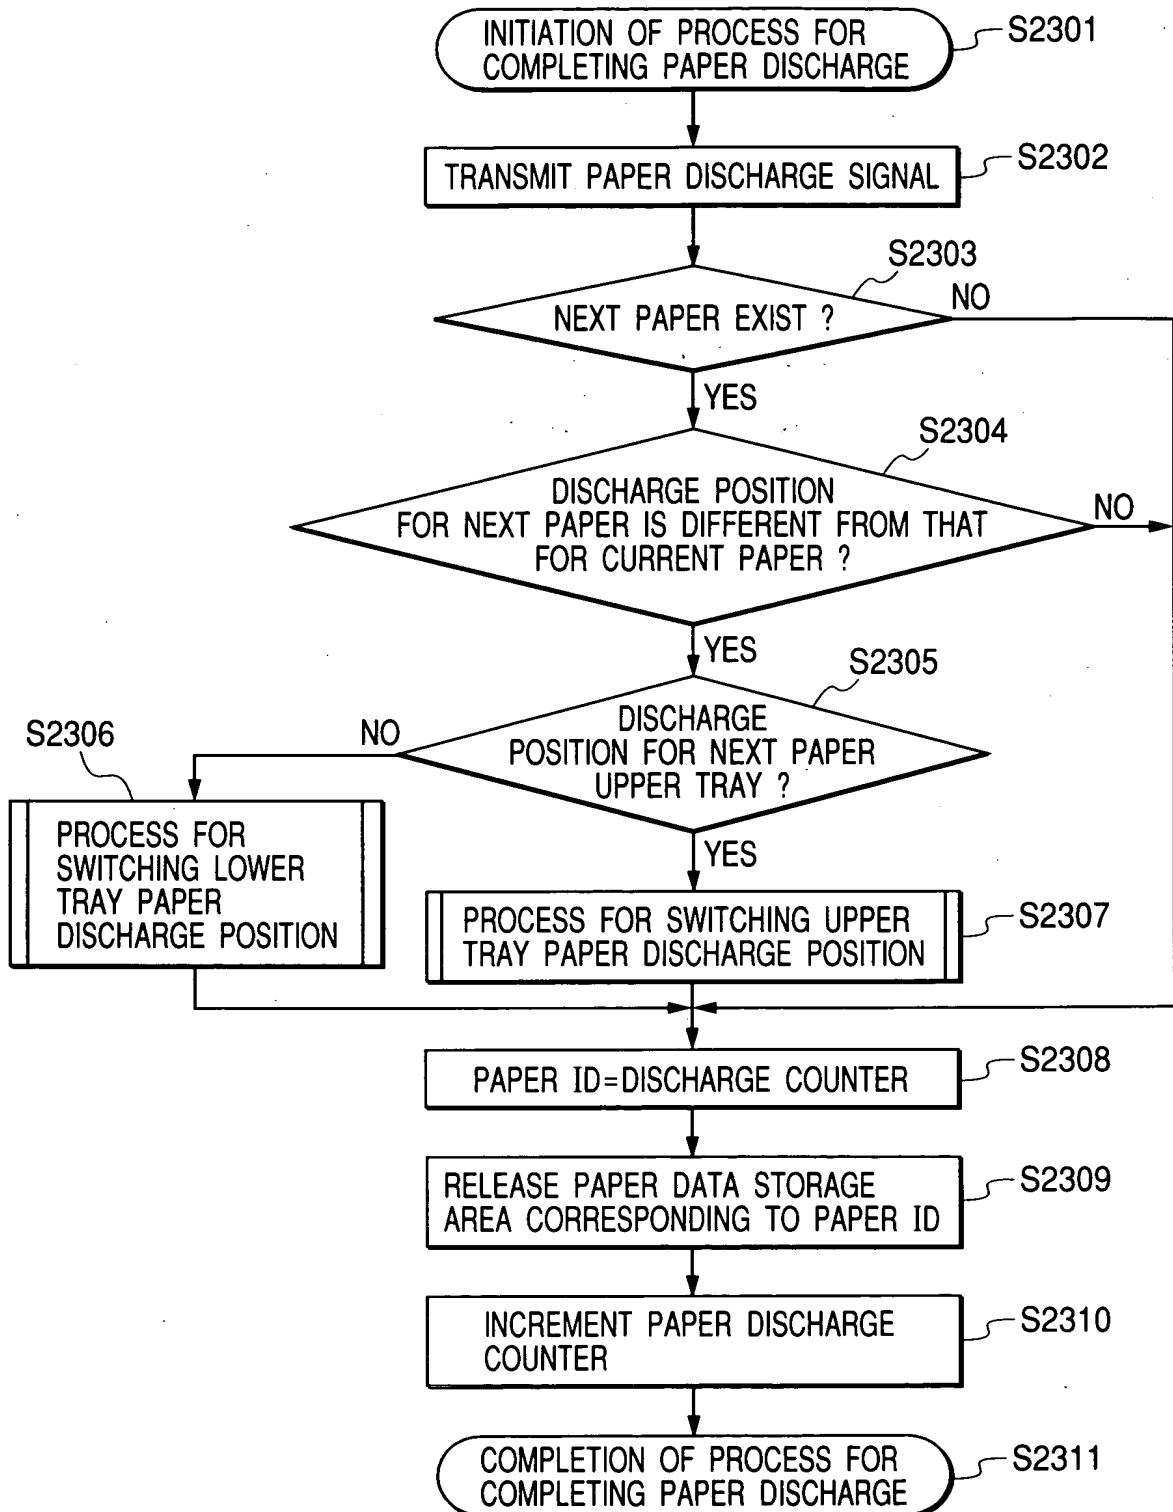 INITIATION OF PROCESS FOR
COMPLETING PAPER DISCHARGE
S2301
TRANSMIT PAPER DISCHARGE SIGNAL
S2302
S2303
NEXT PAPER EXIST ?
NO
YES
S2304
DISCHARGE POSITION
FOR NEXT PAPER IS DIFFERENT FROM THAT
FOR CURRENT PAPER ?
NO
YES
S2305
DISCHARGE
POSITION FOR NEXT PAPER
UPPER TRAY ?
NO
S2306
PROCESS FOR
SWITCHING LOWER
TRAY PAPER
DISCHARGE POSITION
YES
PROCESS FOR SWITCHING UPPER
TRAY PAPER DISCHARGE POSITION
S2307
PAPER ID=DISCHARGE COUNTER
S2308
RELEASE PAPER DATA STORAGE
AREA CORRESPONDING TO PAPER ID
S2309
INCREMENT PAPER DISCHARGE
COUNTER
S2310
COMPLETION OF PROCESS FOR
COMPLETING PAPER DISCHARGE
S2311